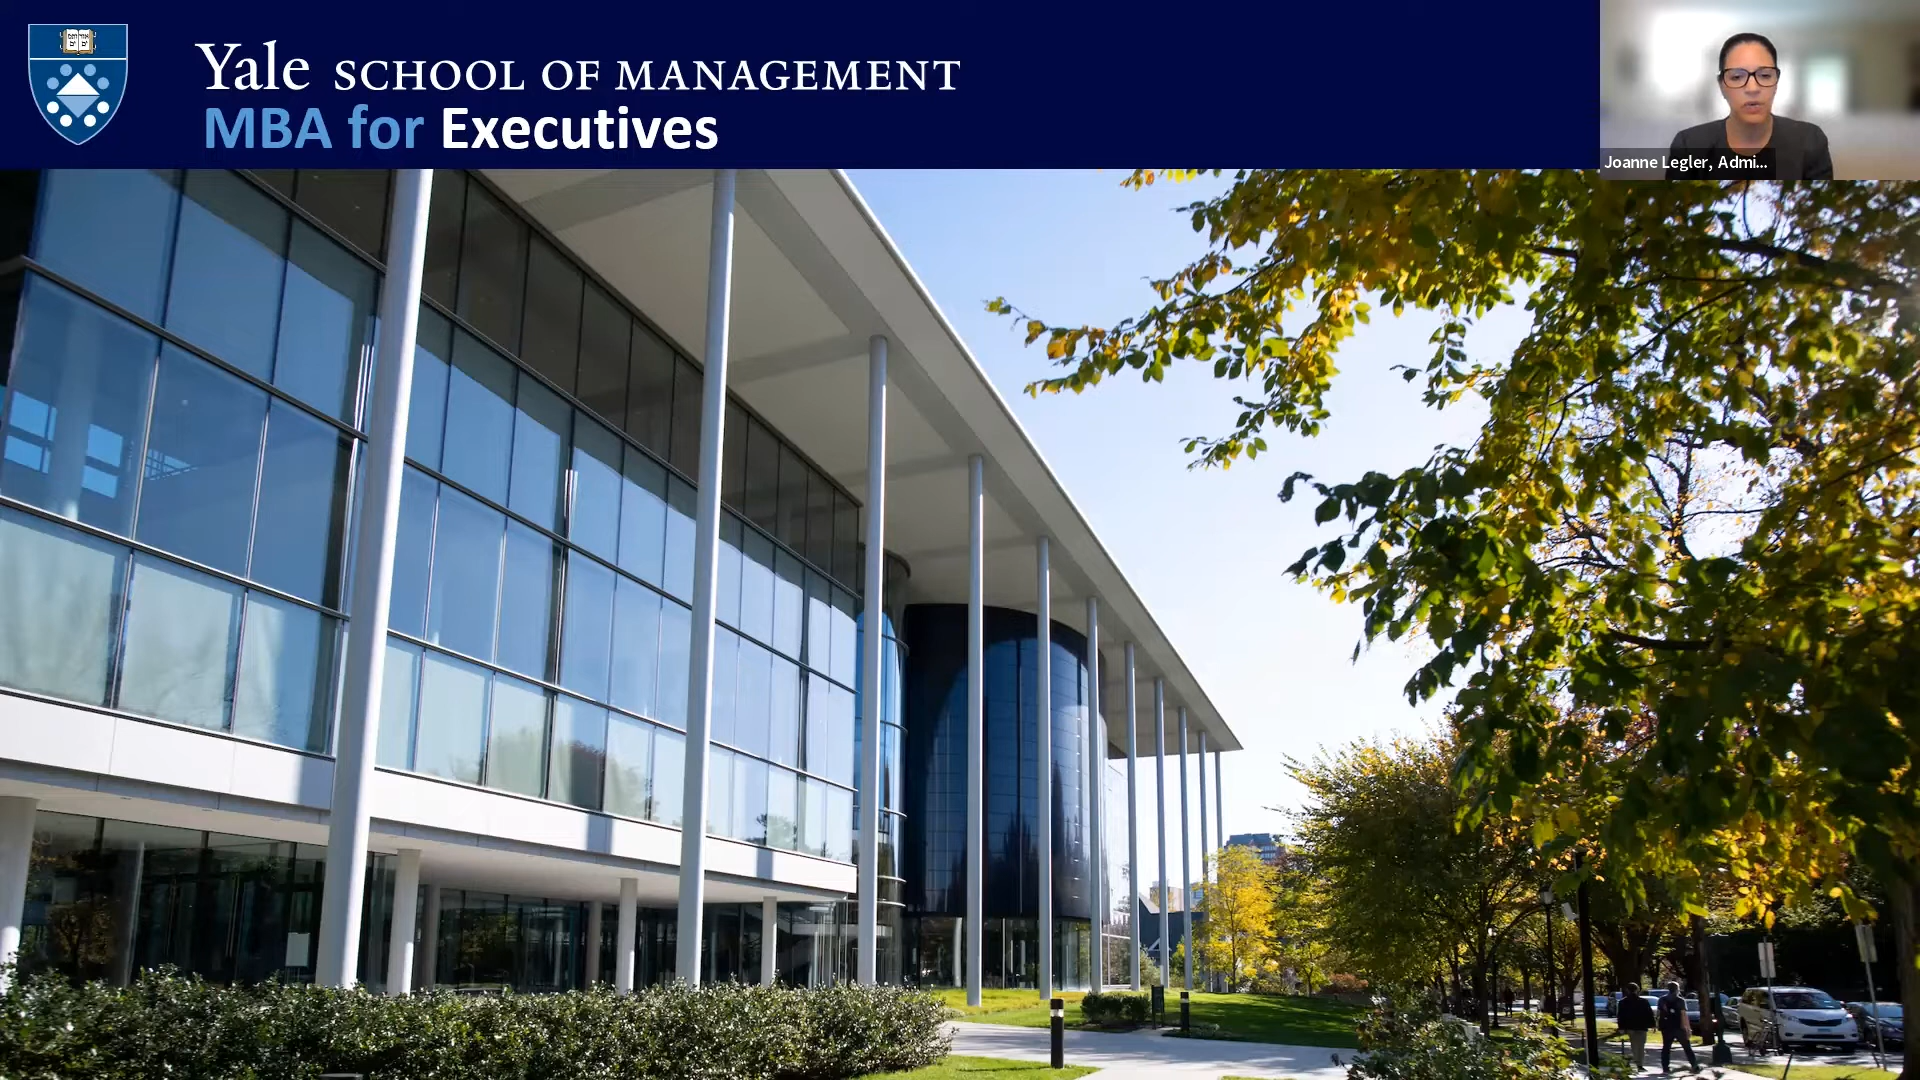 Yale SCHOOL OF MANAGEMENT
MBA for Executives
Joanne Legler, Admi...